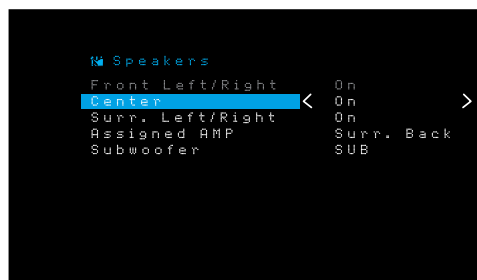 Speakers
Front Left/Right On
Center < On >
Surr. Left/Right On
Assigned AMP Surr. Back
Subwoofer SUB